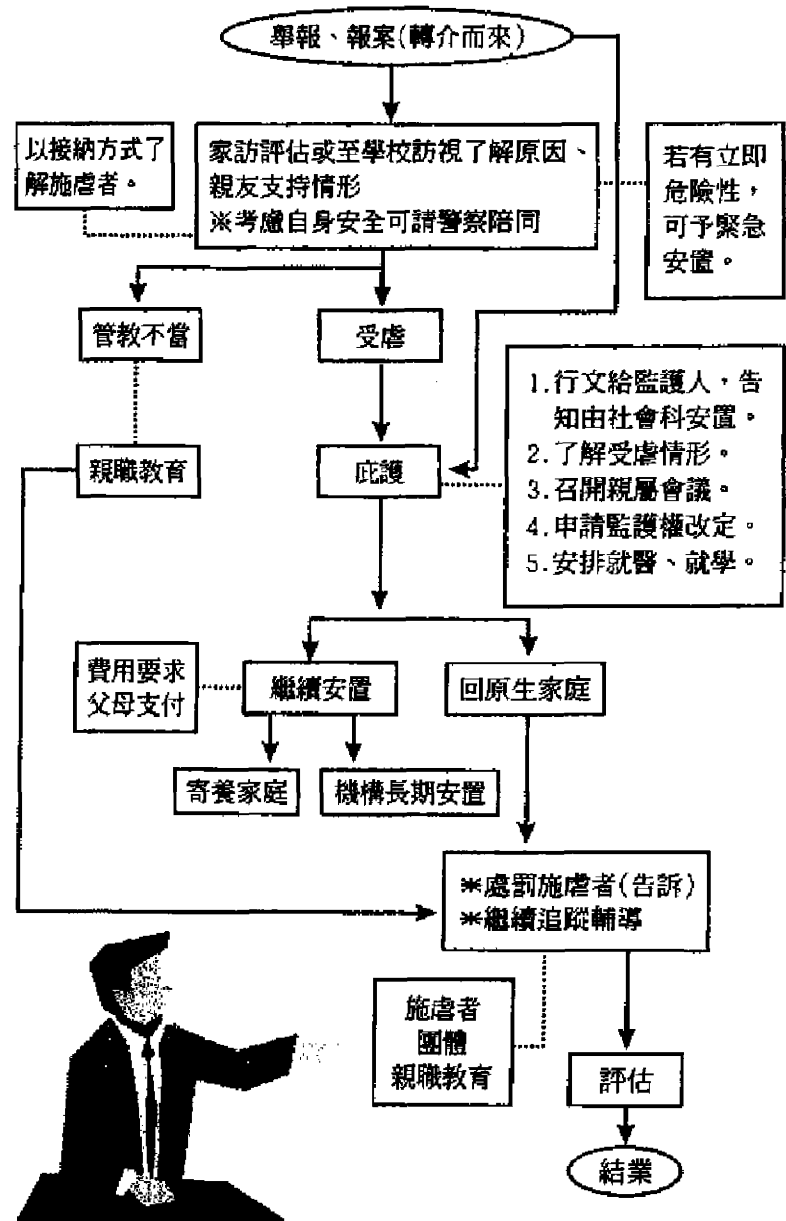 舉報、報案(轉介而來)
以接納方式了
解施虐者。
家訪評估或至學校訪視了解原因、
親友支持情形
※考慮自身安全可請警察陪同
若有立即
危險性，
可予緊急
安置。
管教不當
受虐
親職教育
庇護
1.行文給監護人，告
知由社會科安置。
2.了解受虐情形。
3.召開親屬會議。
4.申請監護權改定。
5.安排就醫、就學。
費用要求
父母支付
繼續安置
回原生家庭
寄養家庭
機構長期安置
＊處罰施虐者(告訴)
＊繼續追蹤輔導
施虐者
團體
親職教育
評估
結業